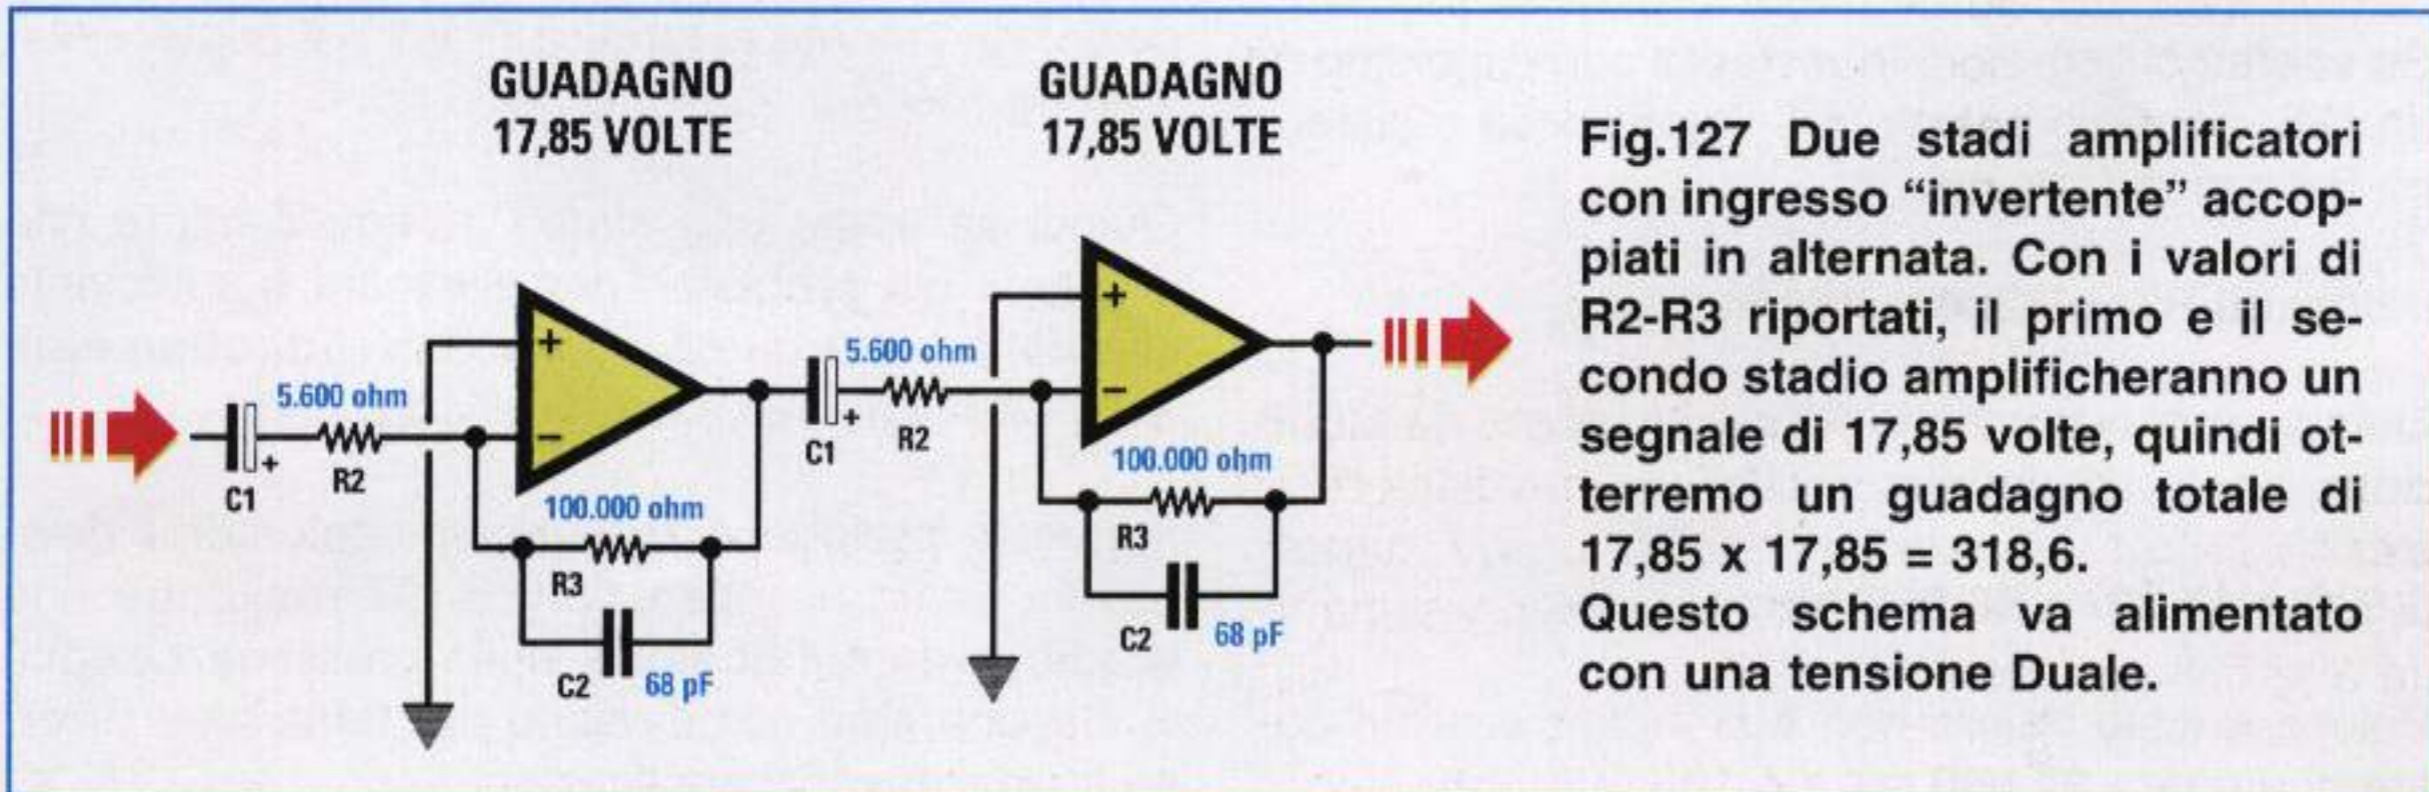 GUADAGNO
17,85 VOLTE
GUADAGNO
17,85 VOLTE
5.600 ohm
C1
+
R2
+
−
100.000 ohm
R3
C2
68 pF
5.600 ohm
C1
+
R2
+
−
100.000 ohm
R3
C2
68 pF
Fig.127 Due stadi amplificatori
con ingresso “invertente” accop-
piati in alternata. Con i valori di
R2-R3 riportati, il primo e il se-
condo stadio amplificheranno un
segnale di 17,85 volte, quindi ot-
terremo un guadagno totale di
17,85 x 17,85 = 318,6.
Questo schema va alimentato
con una tensione Duale.